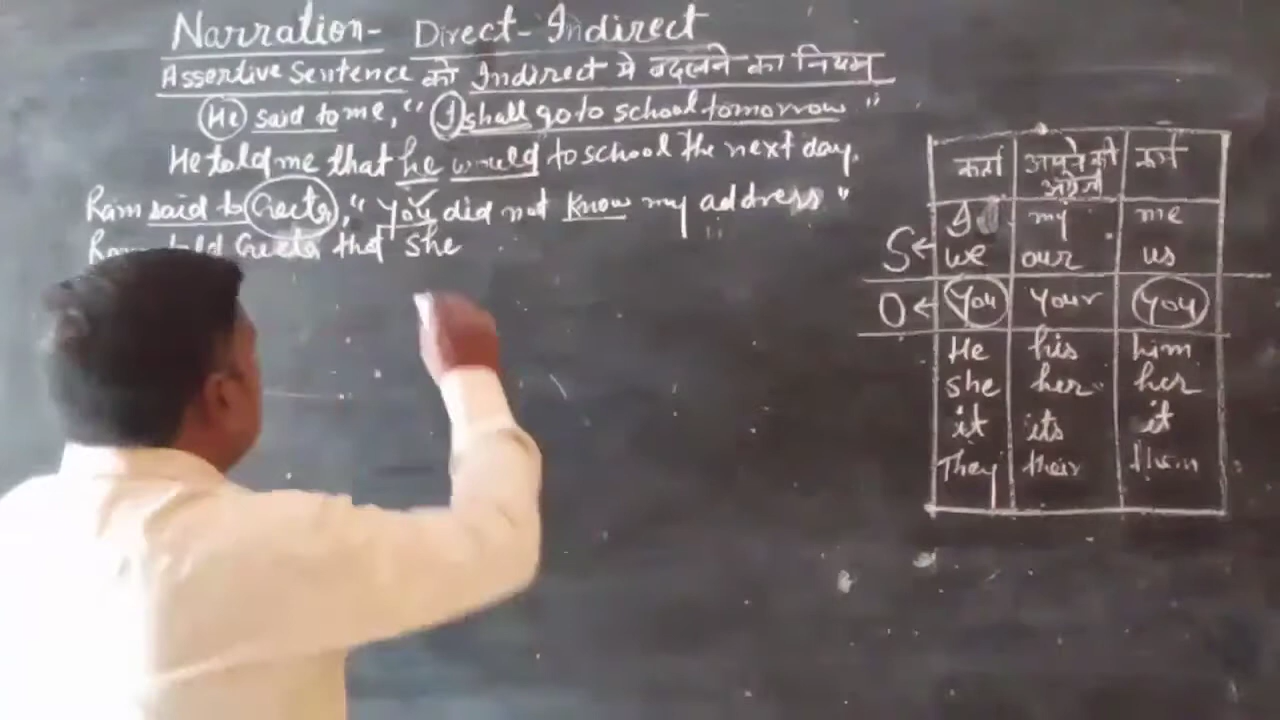 Narration- Direct-Indirect
Assertive Sentence को Indirect मे बदलने का नियम
He said to me, "I shall go to school tomorrow"
He told me that he would to school the next day.
Ram said to Geeta, "you did not know my address"
Geeta that she
कर्ता अपने की कर्म
I my me
S← we our us
O← you your you
He his him
she her her
it its it
They their them